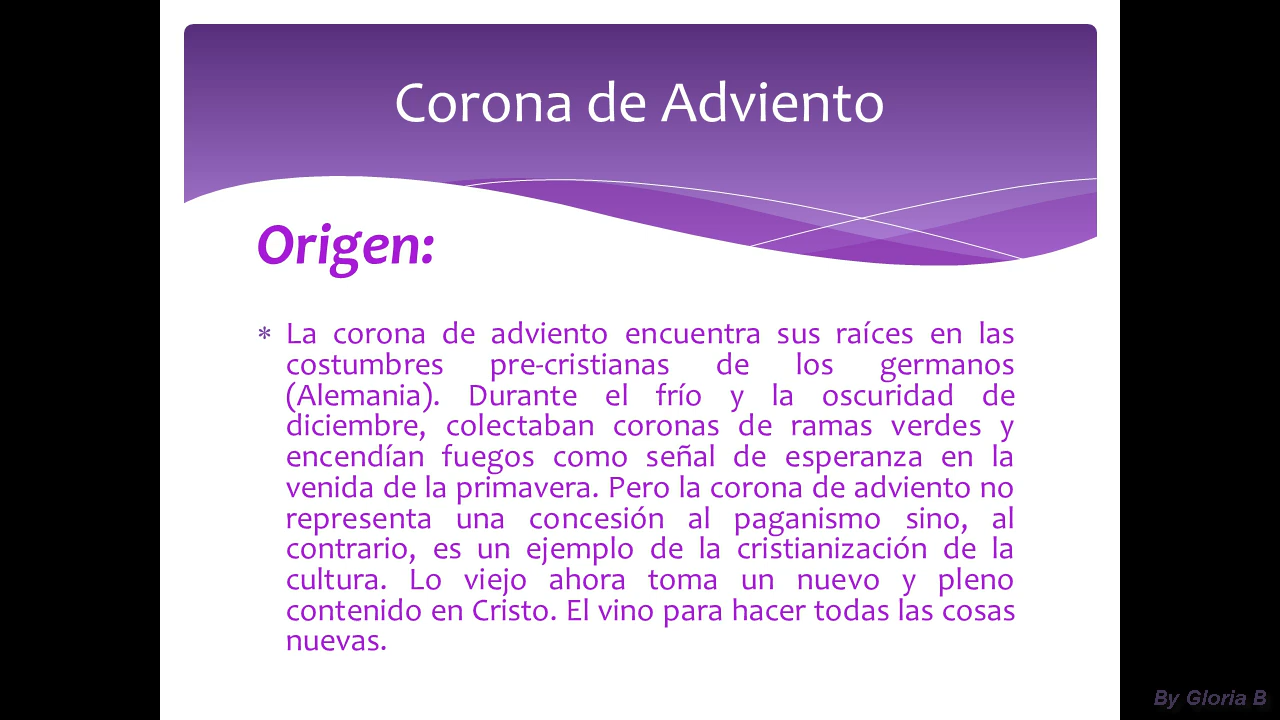 Corona de Adviento
Origen:
* La corona de adviento encuentra sus raíces en las
costumbres pre-cristianas de los germanos
(Alemania). Durante el frío y la oscuridad de
diciembre, colectaban coronas de ramas verdes y
encendían fuegos como señal de esperanza en la
venida de la primavera. Pero la corona de adviento no
representa una concesión al paganismo sino, al
contrario, es un ejemplo de la cristianización de la
cultura. Lo viejo ahora toma un nuevo y pleno
contenido en Cristo. El vino para hacer todas las cosas
nuevas.
By Gloria B